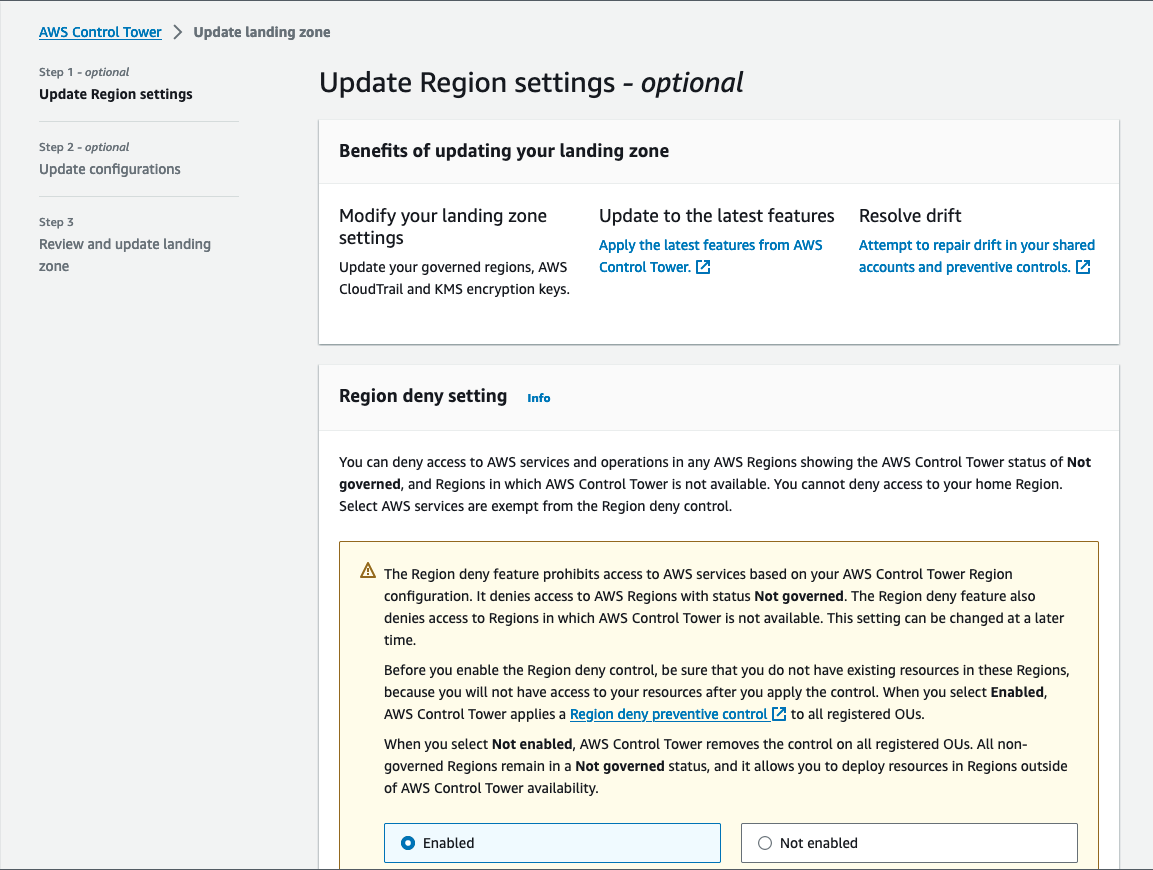 AWS Control Tower > Update landing zone
Step 1 - optional
Update Region settings
Step 2 - optional
Update configurations
Step 3
Review and update landing
zone
Update Region settings - optional
Benefits of updating your landing zone
Modify your landing zone
settings
Update your governed regions, AWS
CloudTrail and KMS encryption keys.
Update to the latest features
Apply the latest features from AWS
Control Tower.
Resolve drift
Attempt to repair drift in your shared
accounts and preventive controls.
Region deny setting Info
You can deny access to AWS services and operations in any AWS Regions showing the AWS Control Tower status of Not
governed, and Regions in which AWS Control Tower is not available. You cannot deny access to your home Region.
Select AWS services are exempt from the Region deny control.
The Region deny feature prohibits access to AWS services based on your AWS Control Tower Region
configuration. It denies access to AWS Regions with status Not governed. The Region deny feature also
denies access to Regions in which AWS Control Tower is not available. This setting can be changed at a later
time.
Before you enable the Region deny control, be sure that you do not have existing resources in these Regions,
because you will not have access to your resources after you apply the control. When you select Enabled,
AWS Control Tower applies a Region deny preventive control to all registered OUs.
When you select Not enabled, AWS Control Tower removes the control on all registered OUs. All non-
governed Regions remain in a Not governed status, and it allows you to deploy resources in Regions outside
of AWS Control Tower availability.
Enabled
Not enabled